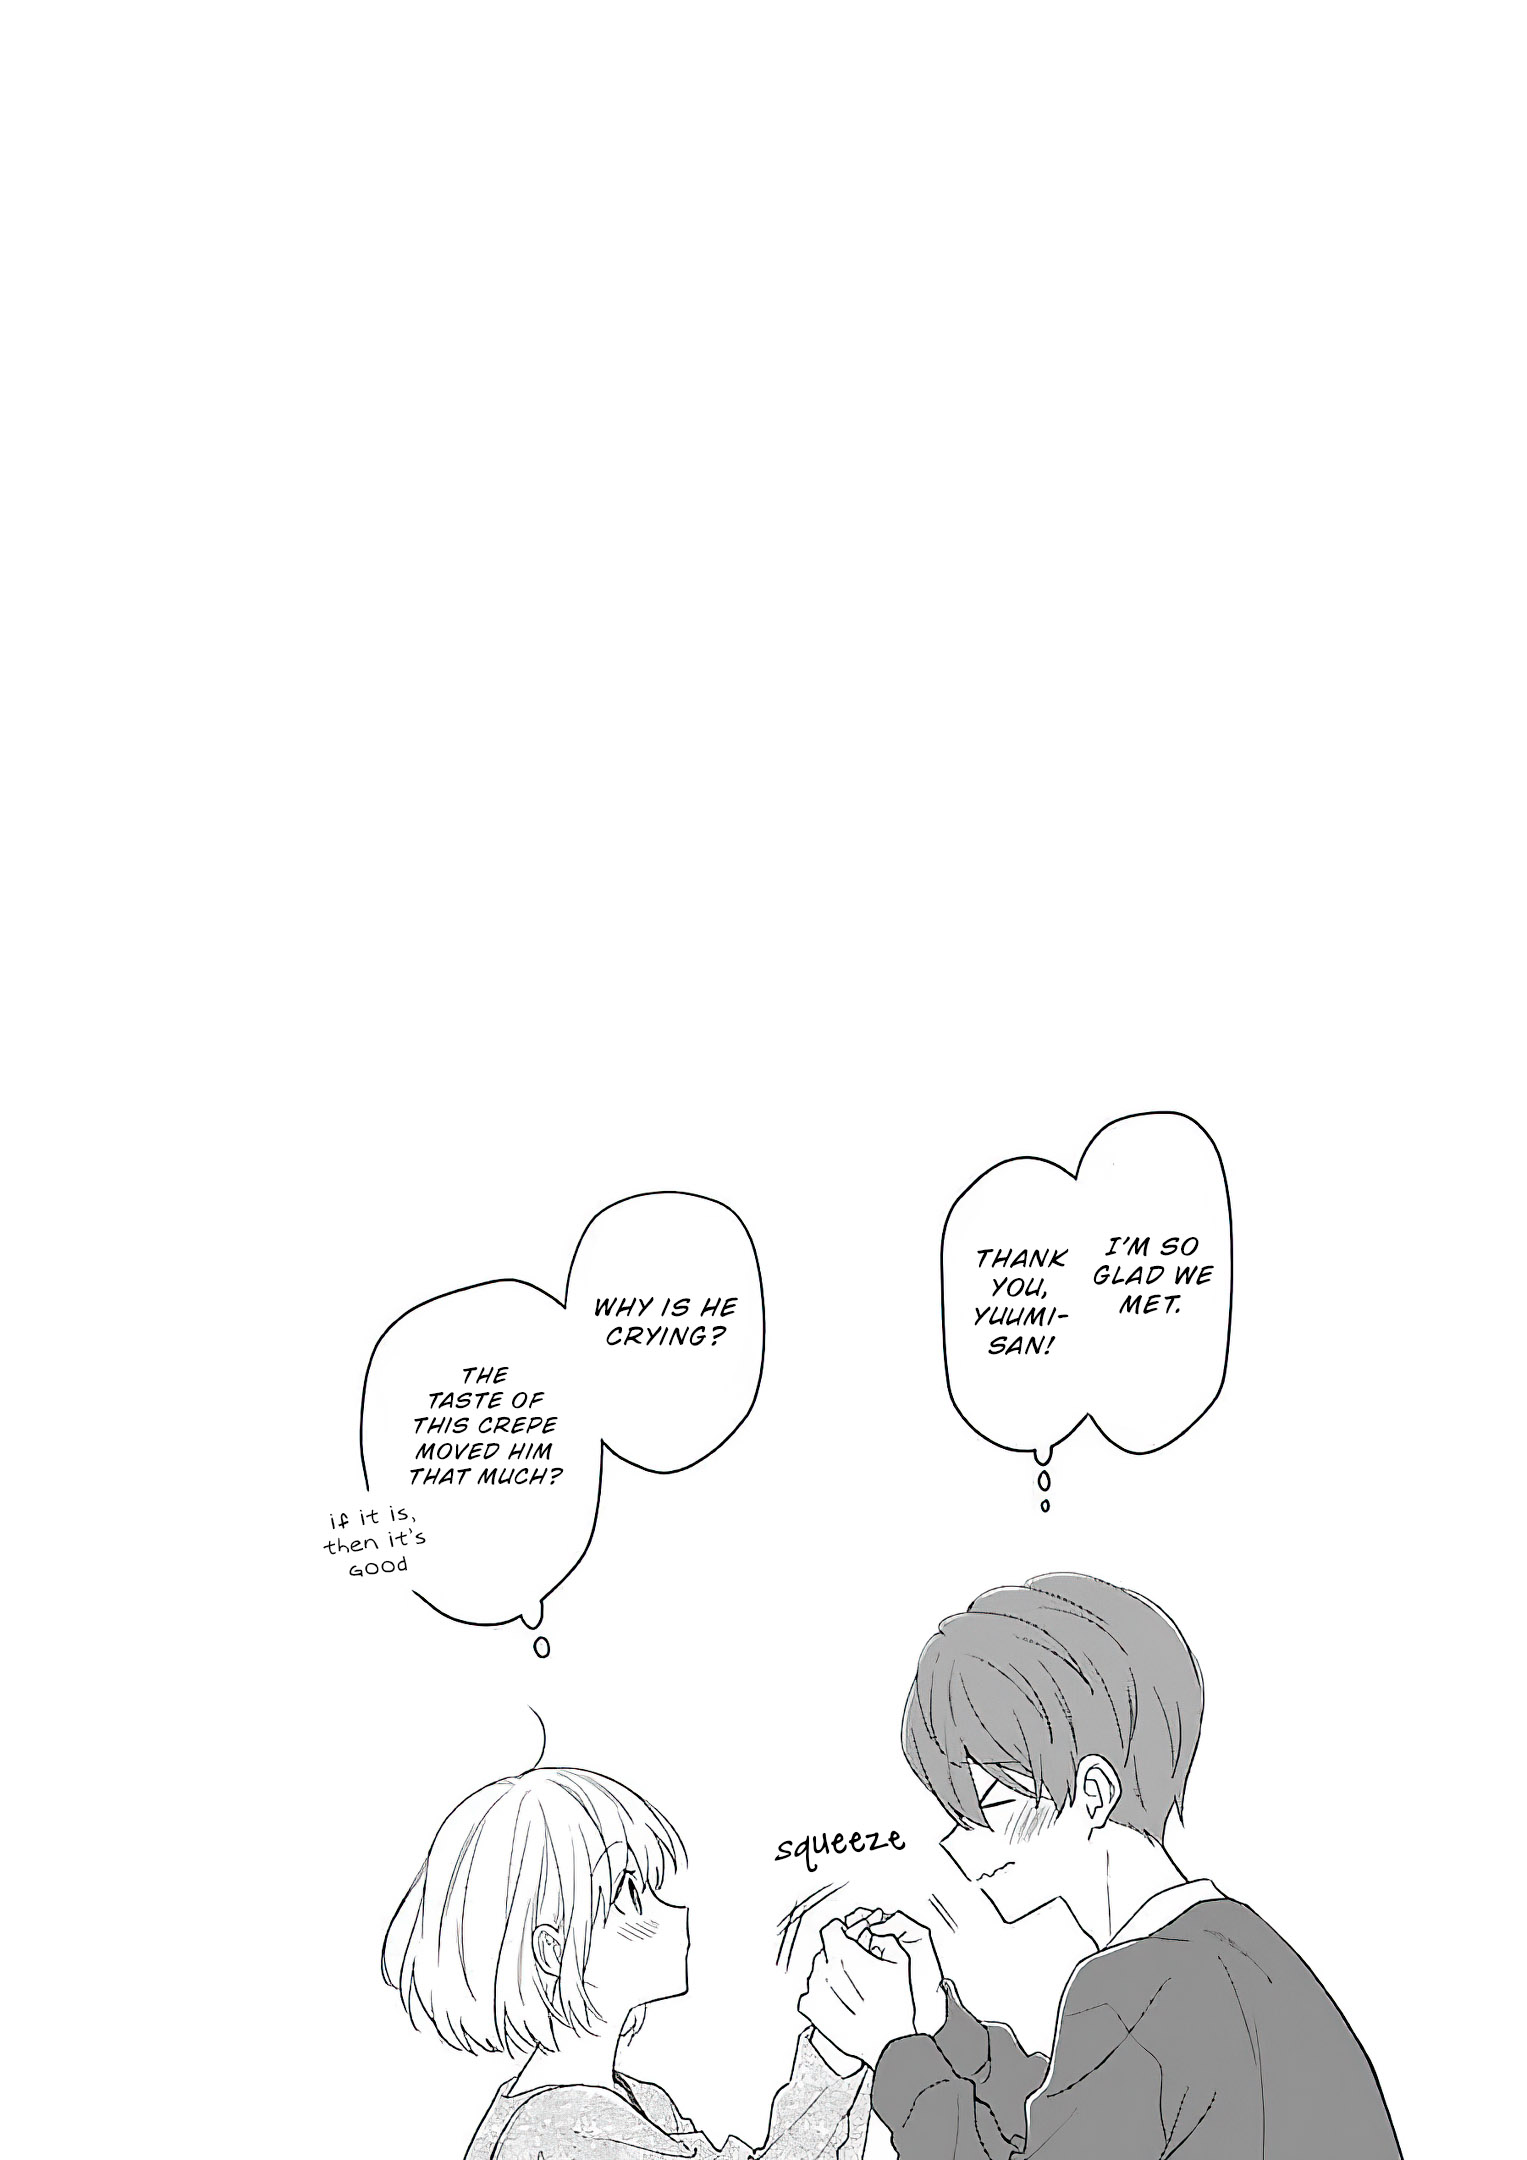 I'M SO
GLAD WE
MET.
THANK
YOU,
YUUMI-
SAN!
WHY IS HE
CRYING?
THE
TASTE OF
THIS CREPE
MOVED HIM
THAT MUCH?
if it is,
then it's
GOOD
squeeze